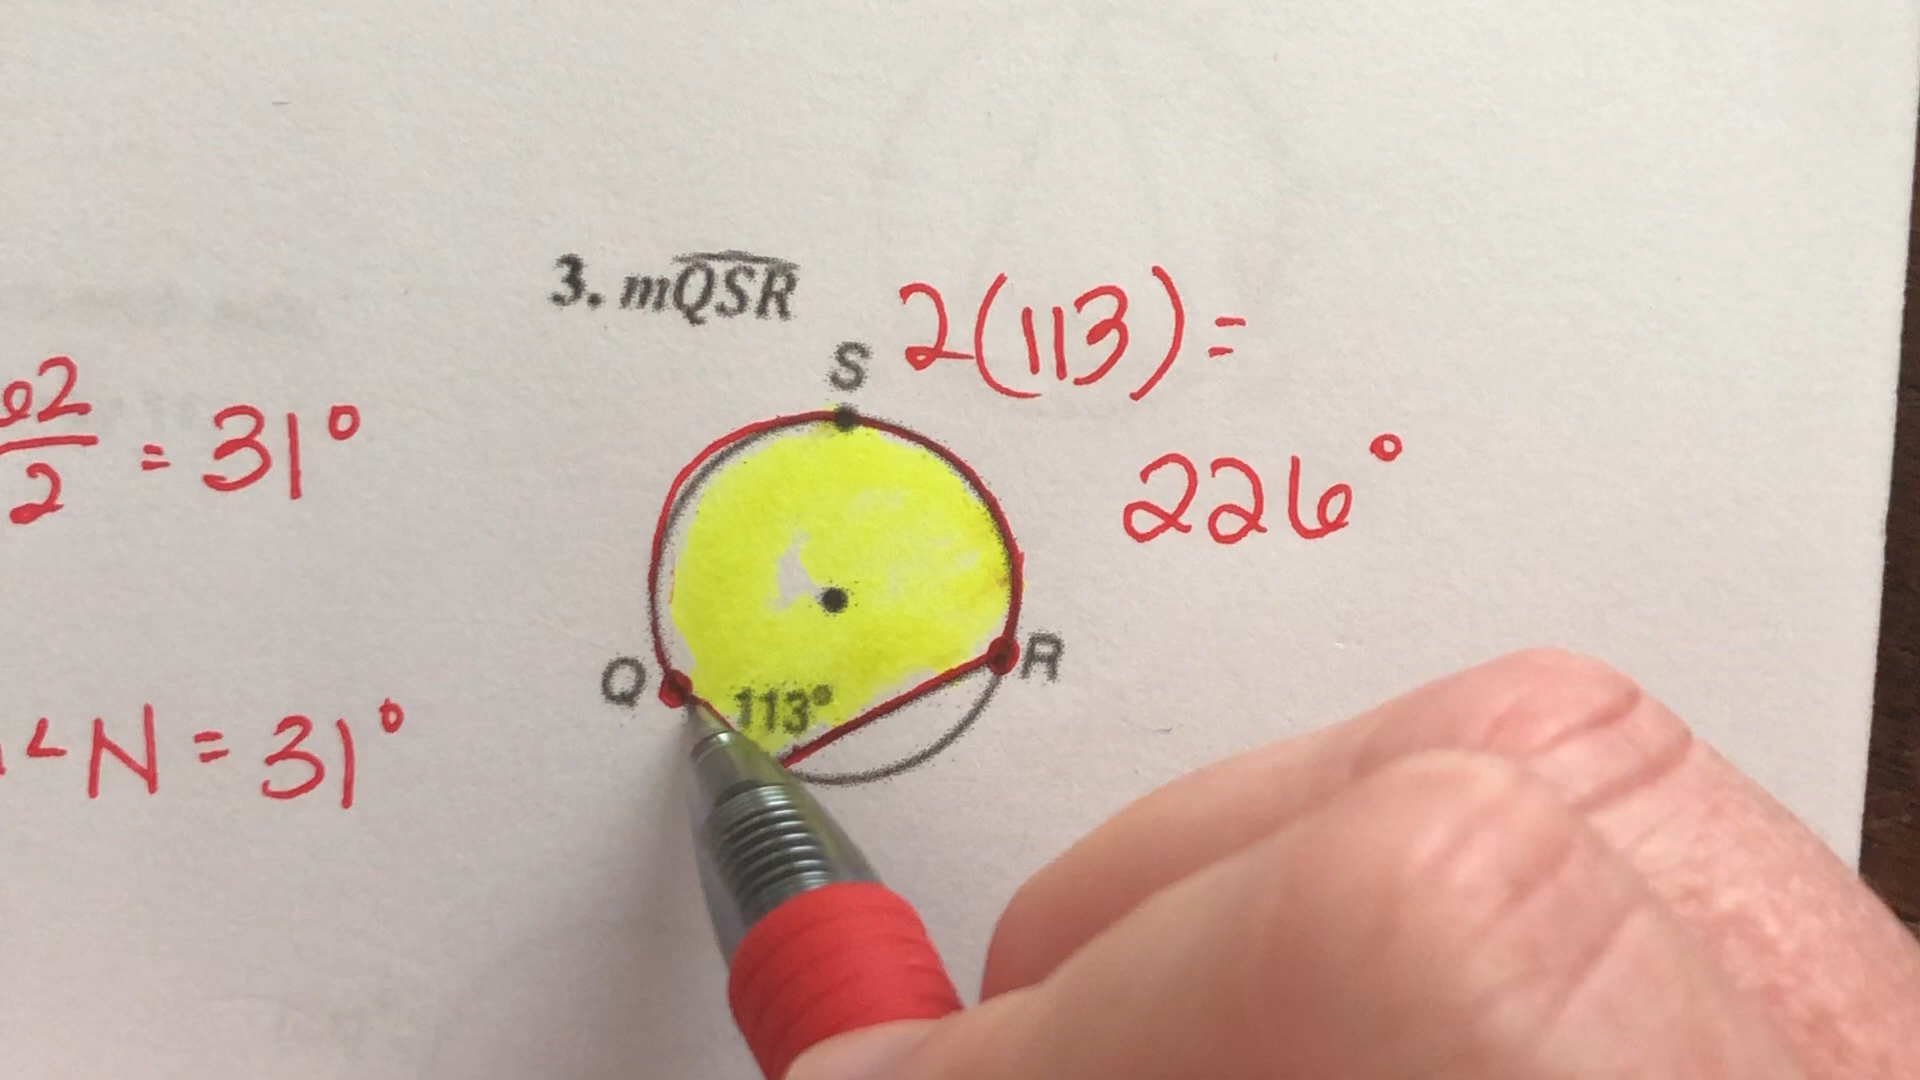 3. mQSR
2(113) =
226°
S
Q
R
113°
2
= 31°
<N = 31°